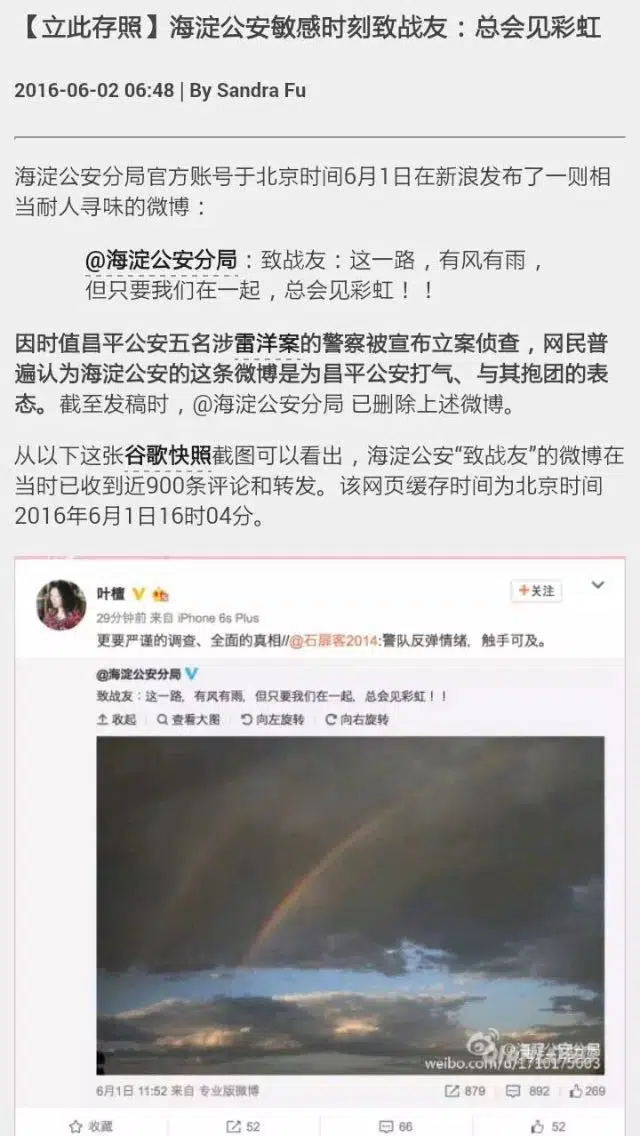 【立此存照】海淀公安敏感时刻致战友：总会见彩虹
2016-06-02 06:48 | By Sandra Fu
海淀公安分局官方账号于北京时间6月1日在新浪发布了一则相
当耐人寻味的微博：
@海淀公安分局：致战友：这一路，有风有雨，
但只要我们在一起，总会见彩虹！！
因时值昌平公安五名涉雷洋案的警察被宣布立案侦查，网民普
遍认为海淀公安的这条微博是为昌平公安打气、与其抱团的表
态。截至发稿时，@海淀公安分局 已删除上述微博。
从以下这张谷歌快照截图可以看出，海淀公安“致战友”的微博在
当时已收到近900条评论和转发。该网页缓存时间为北京时间
2016年6月1日16时04分。
叶檀 V
+关注
29分钟前 来自 iPhone 6s Plus
更要严谨的调查、全面的真相//@石扉客2014:警队反弹情绪，触手可及。
@海淀公安分局 V
致战友：这一路，有风有雨，但只要我们在一起，总会见彩虹！！
收起 查看大图 向左旋转 向右旋转
@海淀公安分局
weibo.com/u/1710175603
6月1日 11:52 来自 专业版微博 879 892 269
收藏 52 66 52